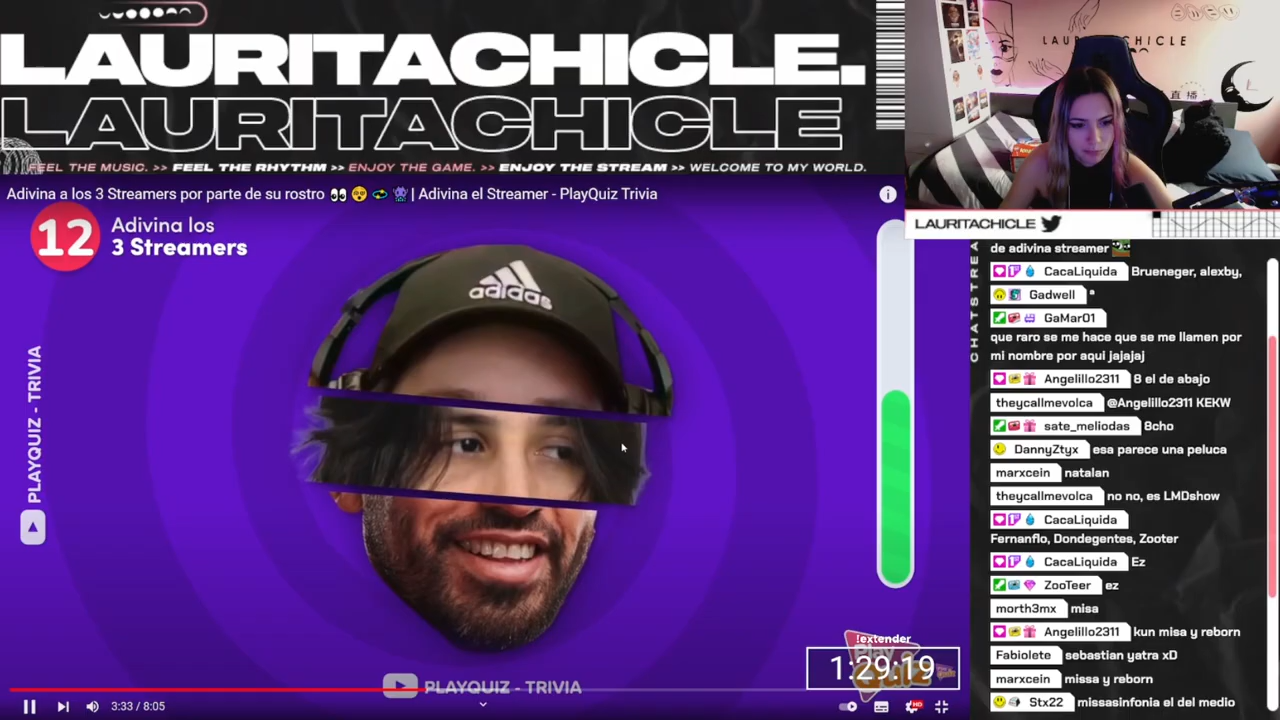 LAURITACHICLE.
LAURITACHICLE
FEEL THE MUSIC. >> FEEL THE RHYTHM >> ENJOY THE GAME. >> ENJOY THE STREAM >> WELCOME TO MY WORLD.
Adivina a los 3 Streamers por parte de su rostro 👀 😵 💫 👾 | Adivina el Streamer - PlayQuiz Trivia
12
Adivina los
3 Streamers
adidas
PLAYQUIZ - TRIVIA
PLAYQUIZ - TRIVIA
!extender
1:29:19
3:33 / 8:05
HD
LAURITACHICLE
de adivina streamer
CacaLiquida Brueneger, alexby,
Gadwell "
GaMar01
que raro se me hace que se me llamen por
mi nombre por aqui jajajaj
Angelillo2311 8 el de abajo
theycallmevolca @Angelillo2311 KEKW
sate_meliodas 8cho
DannyZtyx esa parece una peluca
marxcein natalan
theycallmevolca no no, es LMDshow
CacaLiquida
Fernanflo, Dondegentes, Zooter
CacaLiquida Ez
ZooTeer ez
morth3mx misa
Angelillo2311 kun misa y reborn
Fabiolete sebastian yatra xD
marxcein missa y reborn
Stx22 missasinfonia el del medio